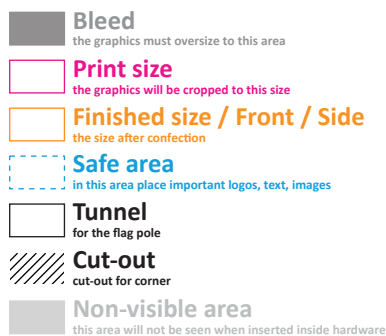 Bleed
the graphics must oversize to this area
Print size
the graphics will be cropped to this size
Finished size / Front / Side
the size after confection
Safe area
in this area place important logos, text, images
Tunnel
for the flag pole
Cut-out
cut-out for corner
Non-visible area
this area will not be seen when inserted inside hardware